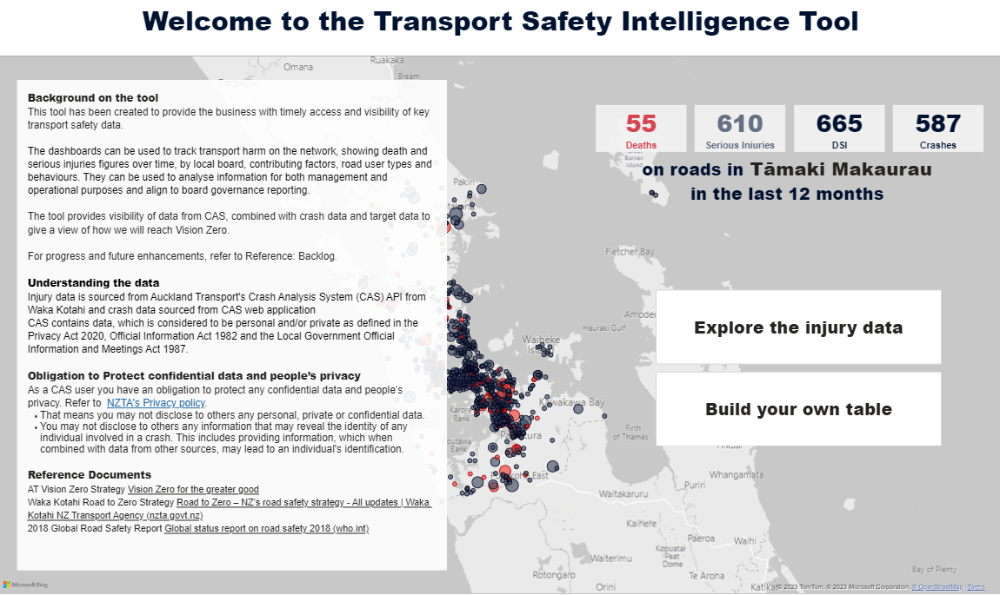 Welcome to the Transport Safety Intelligence Tool
Omana
Ruakaka
Bream
Background on the tool
This tool has been created to provide the business with timely access and visibility of key
transport safety data.
The dashboards can be used to track transport harm on the network, showing death and
serious injuries figures over time, by local board, contributing factors, road user types and
behaviours. They can be used to analyse information for both management and
operational purposes and align to board governance reporting.
The tool provides visibility of data from CAS, combined with crash data and target data to
give a view of how we will reach Vision Zero.
For progress and future enhancements, refer to Reference: Backlog.
Understanding the data
Injury data is sourced from Auckland Transport's Crash Analysis System (CAS) API from
Waka Kotahi and crash data sourced from CAS web application
CAS contains data, which is considered to be personal and/or private as defined in the
Privacy Act 2020, Official Information Act 1982 and the Local Government Official
Information and Meetings Act 1987.
Obligation to Protect confidential data and people's privacy
As a CAS user you have an obligation to protect any confidential data and people's
privacy. Refer to NZTA's Privacy policy.
• That means you may not disclose to others any personal, private or confidential data.
• You may not disclose to others any information that may reveal the identity of any
individual involved in a crash. This includes providing information, which when
combined with data from other sources, may lead to an individual's identification.
Reference Documents
AT Vision Zero Strategy Vision Zero for the greater good
Waka Kotahi Road to Zero Strategy Road to Zero – NZ's road safety strategy - All updates | Waka
Kotahi NZ Transport Agency (nzta.govt.nz)
2018 Global Road Safety Report Global status report on road safety 2018 (who.int)
55
Deaths
610
Serious Injuries
665
DSI
587
Crashes
Barrier
Island
on roads in Tāmaki Makaurau
in the last 12 months
Pakiri
Fletcher Bay
Explore the injury data
Hauraki Gulf
Waiheke
Build your own table
Kawakawa Bay
Karore
Bank
Firth
of Thames
Bank
East
Whangamata
Puriri
Waitakaruru
Kaihere
Paeroa
Waihi
Kopuatai
Peat
Dome
Waiterimu
Rotongaro
Te Aroha
Orini
Bay of Plenty
Microsoft Bing
© 2023 TomTom, © 2023 Microsoft Corporation, © OpenStreetMap Terms